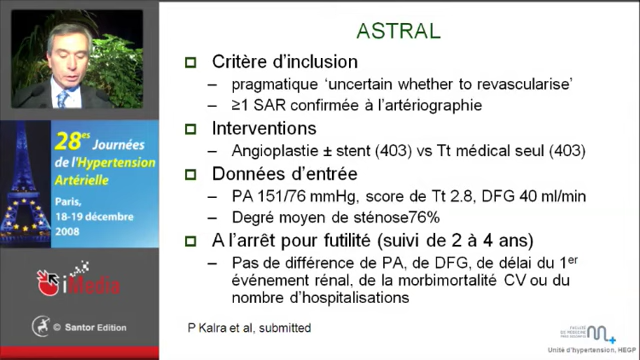 ASTRAL
Critère d'inclusion
– pragmatique 'uncertain whether to revascularise'
– ≥1 SAR confirmée à l'artériographie
Interventions
– Angioplastie ± stent (403) vs Tt médical seul (403)
Données d'entrée
– PA 151/76 mmHg, score de Tt 2.8, DFG 40 ml/min
– Degré moyen de sténose76%
A l'arrêt pour futilité (suivi de 2 à 4 ans)
– Pas de différence de PA, de DFG, de délai du 1er
événement rénal, de la morbimortalité CV ou du
nombre d'hospitalisations
P Kalra et al, submitted
28es Journées
de l'Hypertension
Artérielle
Paris,
18-19 décembre
2008
iMedia
© Santor Edition
FACULTÉ
DE MÉDECINE
Unité d'hypertension, HEGP